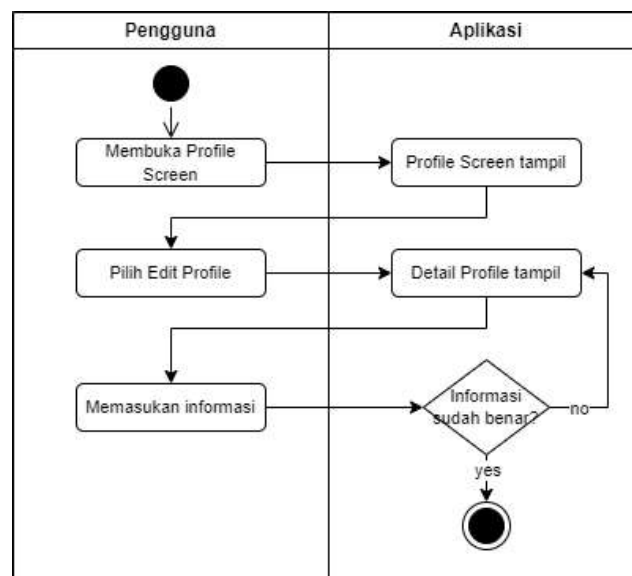 Pengguna
Aplikasi
Membuka Profile
Screen
Profile Screen tampil
Pilih Edit Profile
Detail Profile tampil
Memasukan informasi
Informasi
sudah benar?
no
yes